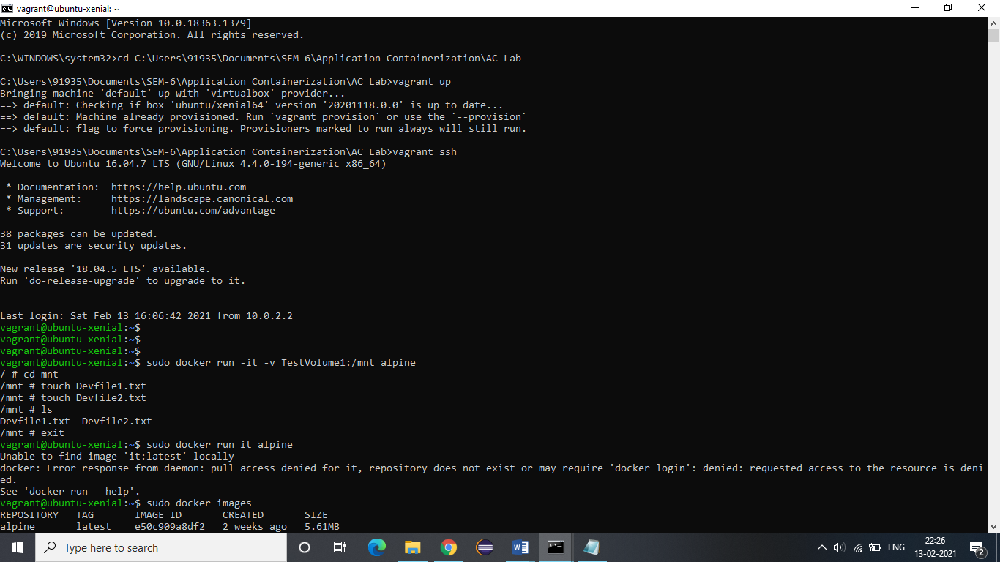 vagrant@ubuntu-xenial: ~
Microsoft Windows [Version 10.0.18363.1379]
(c) 2019 Microsoft Corporation. All rights reserved.
C:\WINDOWS\system32>cd C:\Users\91935\Documents\SEM-6\Application Containerization\AC Lab
C:\Users\91935\Documents\SEM-6\Application Containerization\AC Lab>vagrant up
Bringing machine 'default' up with 'virtualbox' provider...
==> default: Checking if box 'ubuntu/xenial64' version '20201118.0.0' is up to date...
==> default: Machine already provisioned. Run `vagrant provision` or use the `--provision`
==> default: flag to force provisioning. Provisioners marked to run always will still run.
C:\Users\91935\Documents\SEM-6\Application Containerization\AC Lab>vagrant ssh
Welcome to Ubuntu 16.04.7 LTS (GNU/Linux 4.4.0-194-generic x86_64)
* Documentation:  https://help.ubuntu.com
* Management:     https://landscape.canonical.com
* Support:        https://ubuntu.com/advantage
38 packages can be updated.
31 updates are security updates.
New release '18.04.5 LTS' available.
Run 'do-release-upgrade' to upgrade to it.
Last login: Sat Feb 13 16:06:42 2021 from 10.0.2.2
vagrant@ubuntu-xenial:~$
vagrant@ubuntu-xenial:~$
vagrant@ubuntu-xenial:~$
vagrant@ubuntu-xenial:~$ sudo docker run -it -v TestVolume1:/mnt alpine
/ # cd mnt
/mnt # touch Devfile1.txt
/mnt # touch Devfile2.txt
/mnt # ls
Devfile1.txt  Devfile2.txt
/mnt # exit
vagrant@ubuntu-xenial:~$ sudo docker run it alpine
Unable to find image 'it:latest' locally
docker: Error response from daemon: pull access denied for it, repository does not exist or may require 'docker login': denied: requested access to the resource is deni
ed.
See 'docker run --help'.
vagrant@ubuntu-xenial:~$ sudo docker images
REPOSITORY   TAG       IMAGE ID       CREATED       SIZE
alpine       latest    e50c909a8df2   2 weeks ago   5.61MB
Type here to search
ENG
22:26
13-02-2021
2